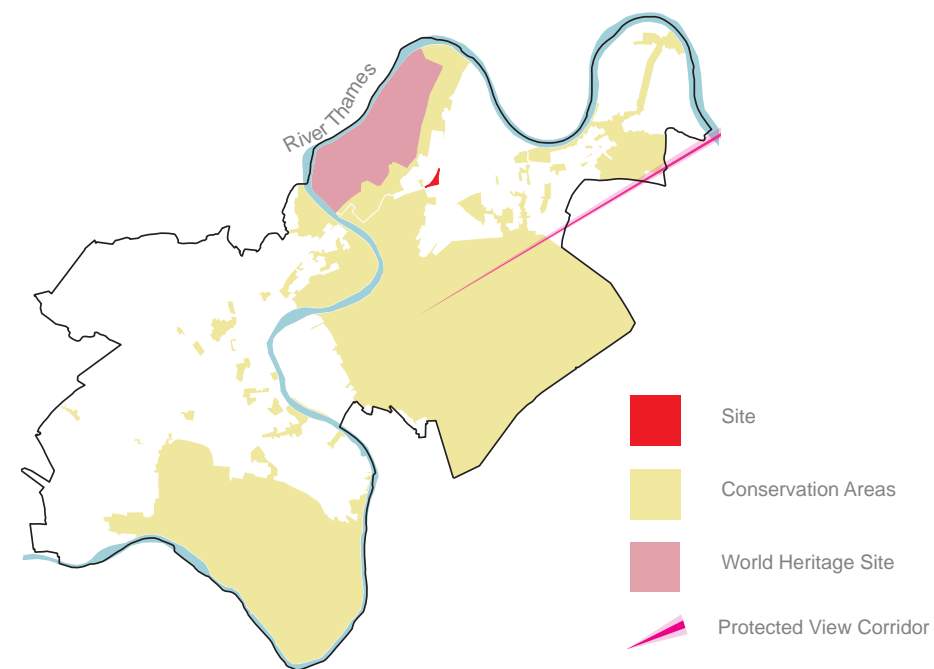 River Thames
Site
Conservation Areas
World Heritage Site
Protected View Corridor